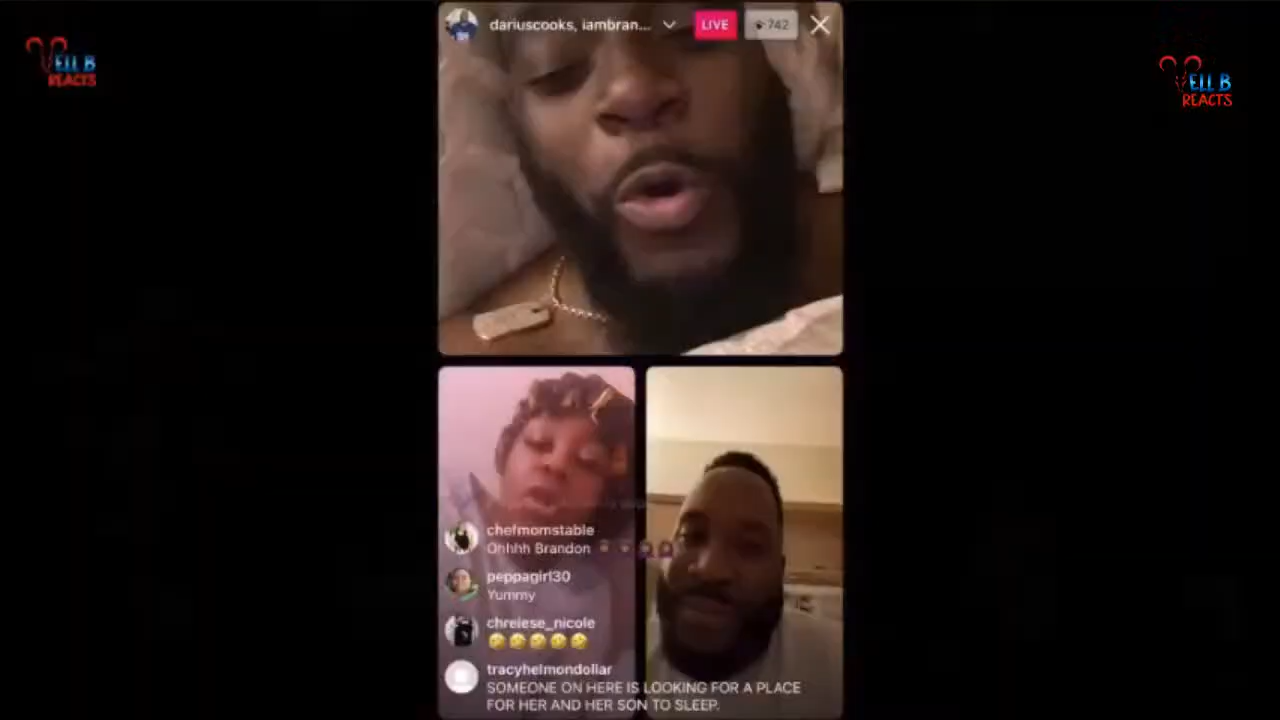 dariuscooks, iambran...
LIVE
742
ELL B
REACTS
ELL B
REACTS
chefmomstable
Ohhhh Brandon
peppagirl30
Yummy
chreiese_nicole
🤣🤣🤣🤣🤣
tracyhelmondollar
SOMEONE ON HERE IS LOOKING FOR A PLACE
FOR HER AND HER SON TO SLEEP.